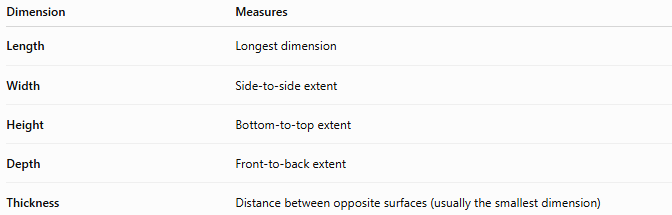 Dimension Measures
Length Longest dimension
Width Side-to-side extent
Height Bottom-to-top extent
Depth Front-to-back extent
Thickness Distance between opposite surfaces (usually the smallest dimension)